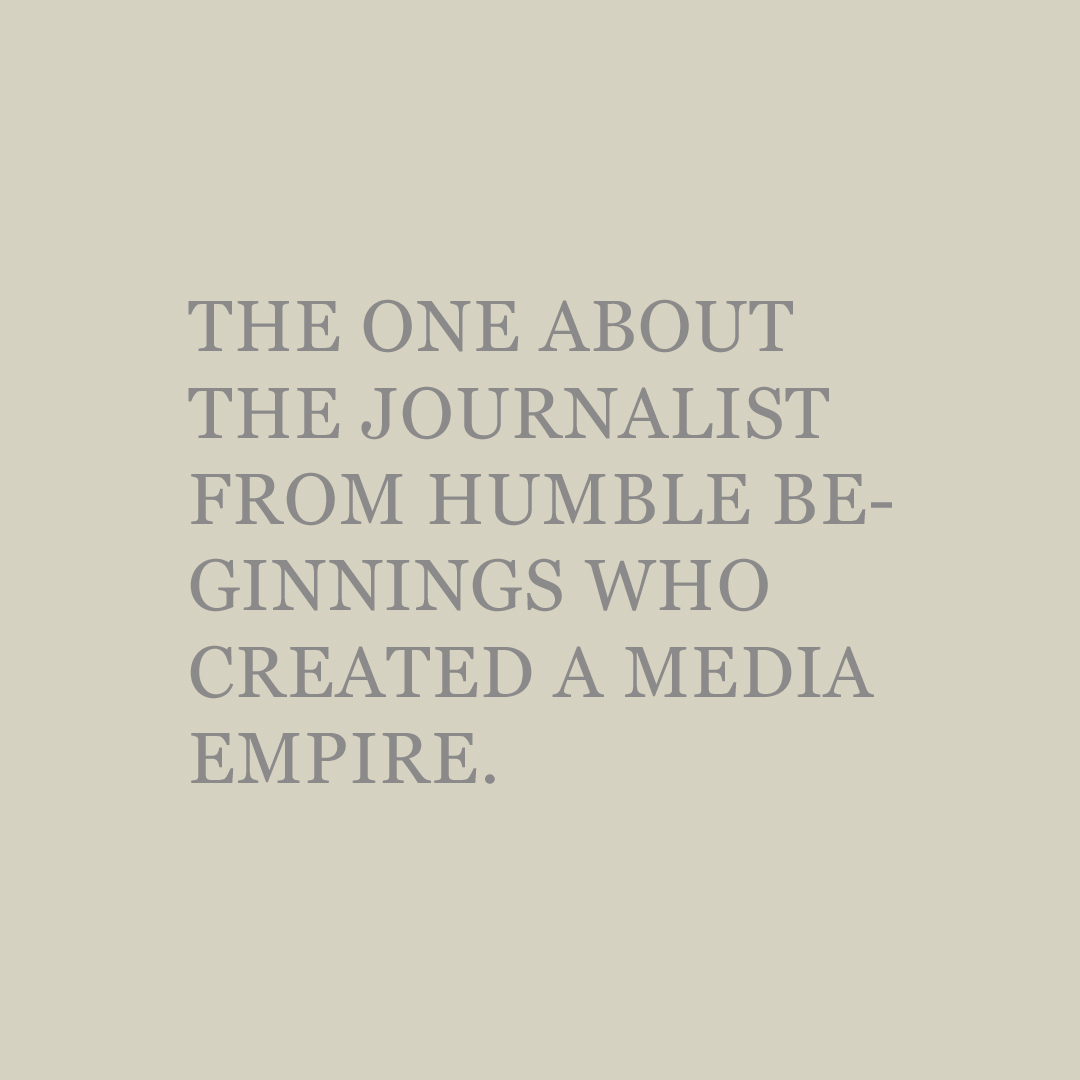 THE ONE ABOUT
THE JOURNALIST
FROM HUMBLE BE-
GINNINGS WHO
CREATED A MEDIA
EMPIRE.